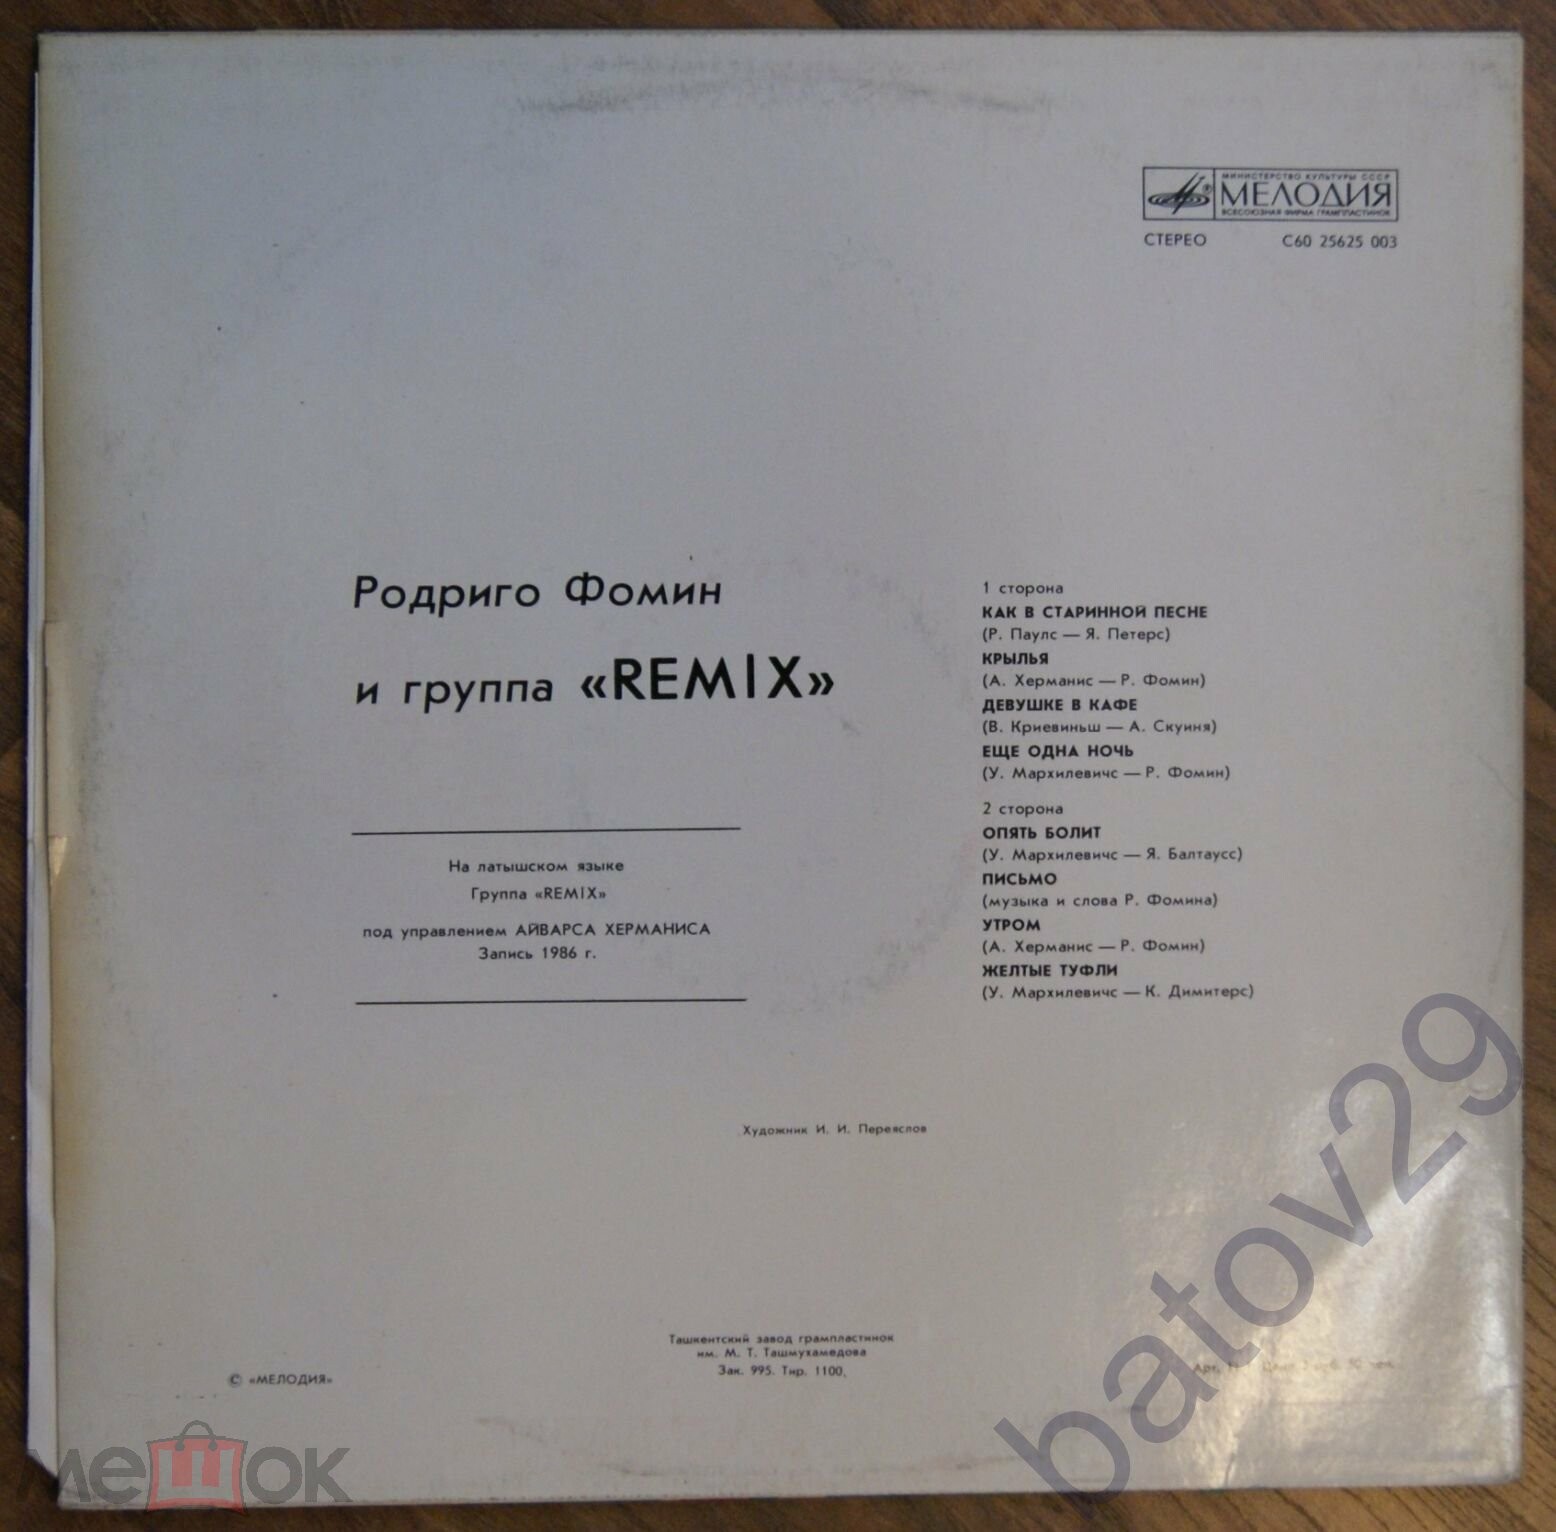 МИНИСТЕРСТВО КУЛЬТУРЫ СССР
МЕЛОДИЯ
ВСЕСОЮЗНАЯ ФИРМА ГРАМПЛАСТИНОК
СТЕРЕО С60 25625 003
Родриго Фомин
и группа «REMIX»
На латышском языке
Группа «REMIX»
под управлением АЙВАРСА ХЕРМАНИСА
Запись 1986 г.
1 сторона
КАК В СТАРИННОЙ ПЕСНЕ
(Р. Паулс — Я. Петерс)
КРЫЛЬЯ
(А. Херманис — Р. Фомин)
ДЕВУШКЕ В КАФЕ
(В. Криевиньш — А. Скуиня)
ЕЩЕ ОДНА НОЧЬ
(У. Мархилевичс — Р. Фомин)
2 сторона
ОПЯТЬ БОЛИТ
(У. Мархилевичс — Я. Балтаусс)
ПИСЬМО
(музыка и слова Р. Фомина)
УТРОМ
(А. Херманис — Р. Фомин)
ЖЕЛТЫЕ ТУФЛИ
(У. Мархилевичс — К. Димитерс)
Художник И. И. Переяслов
Ташкентский завод грампластинок
им. М. Т. Ташмухамедова
Зак. 995. Тир. 1100.
© «МЕЛОДИЯ»
Арт.
мешок
batov29